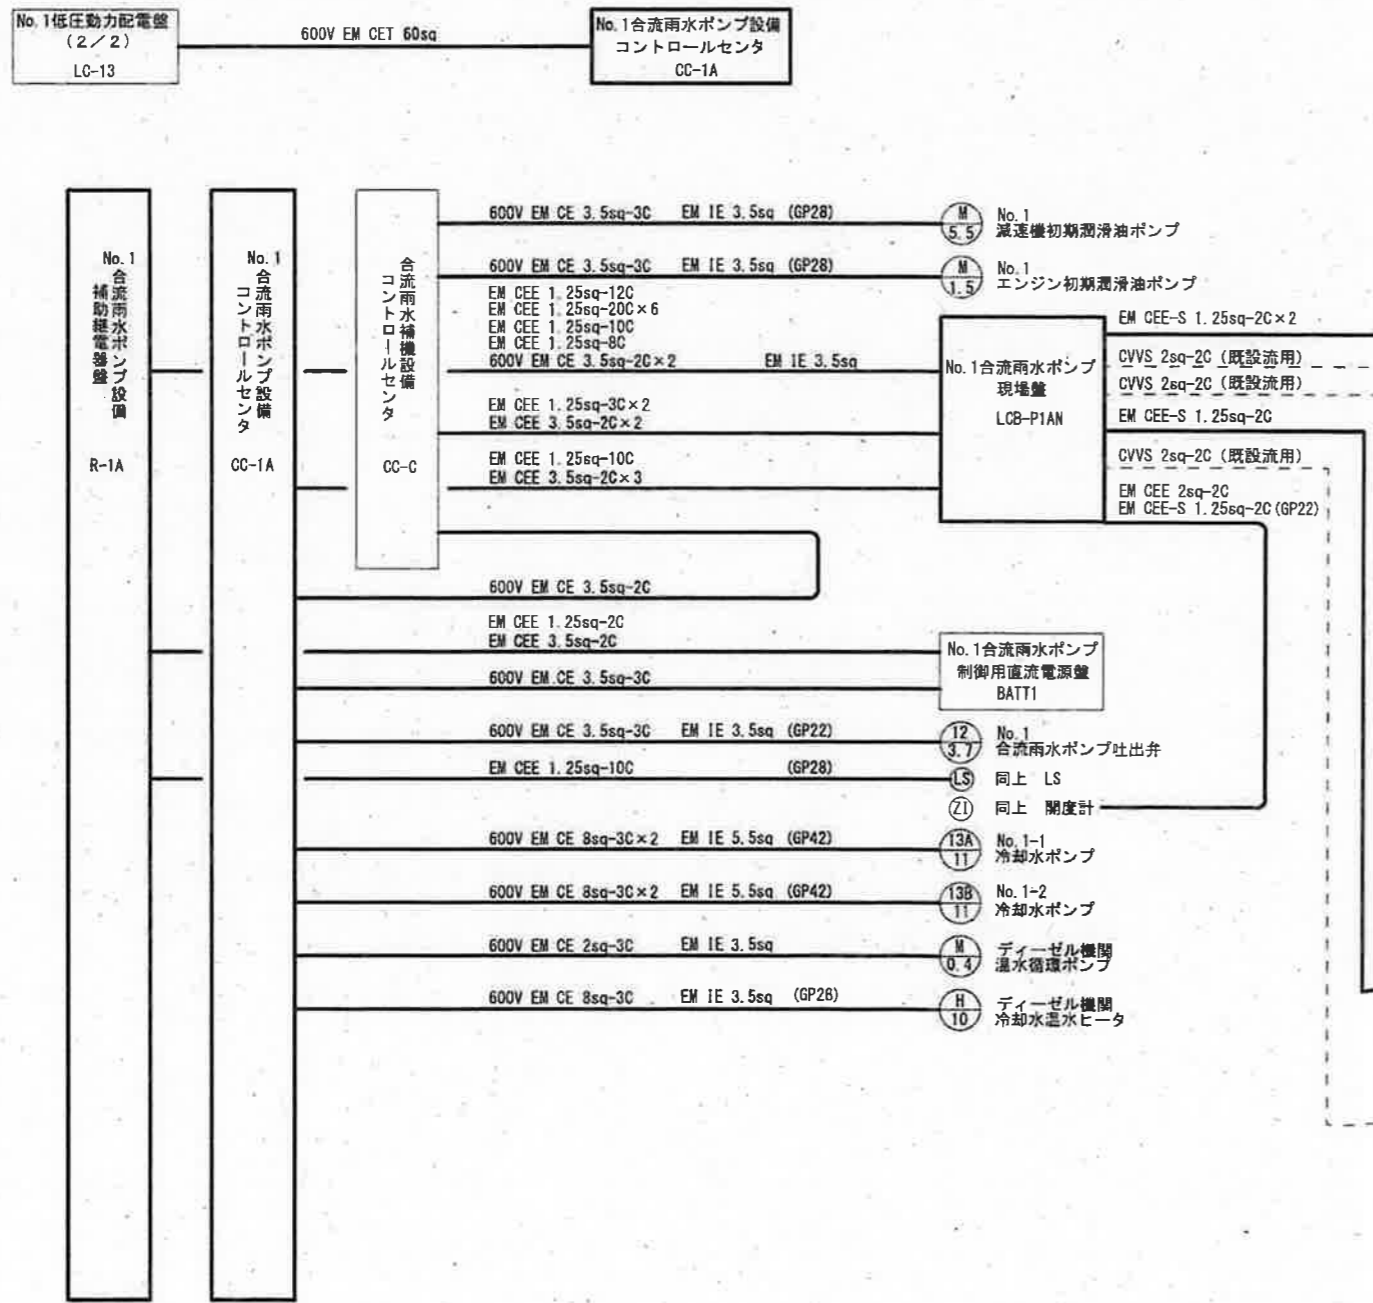 No.1低圧動力配電盤
(2/2)
LC-13
600V EM CET 60sq
No.1合流雨水ポンプ設備
コントロールセンタ
CC-1A
No.1
合流雨水ポンプ設備
補助継電器盤
R-1A
No.1
合流雨水ポンプ設備
コントロールセンタ
CC-1A
合流雨水補機設備
コントロールセンタ
CC-C
600V EM CE 3.5sq-3C EM IE 3.5sq (GP28)
M
5.5
No.1
減速機初期潤滑油ポンプ
600V EM CE 3.5sq-3C EM IE 3.5sq (GP28)
M
1.5
No.1
エンジン初期潤滑油ポンプ
EM CEE 1.25sq-12C
EM CEE 1.25sq-20C×6
EM CEE 1.25sq-10C
EM CEE 1.25sq-8C
600V EM CE 3.5sq-2C×2 EM IE 3.5sq
EM CEE 1.25sq-3C×2
EM CEE 3.5sq-2C×2
EM CEE 1.25sq-10C
EM CEE 3.5sq-2C×3
No.1合流雨水ポンプ
現場盤
LCB-P1AN
EM CEE-S 1.25sq-2C×2
CVVS 2sq-2C (既設流用)
CVVS 2sq-2C (既設流用)
EM CEE-S 1.25sq-2C
CVVS 2sq-2C (既設流用)
EM CEE 2sq-2C
EM CEE-S 1.25sq-2C(GP22)
600V EM CE 3.5sq-2C
EM CEE 1.25sq-2C
EM CEE 3.5sq-2C
600V EM CE 3.5sq-3C
No.1合流雨水ポンプ
制御用直流電源盤
BATT1
600V EM CE 3.5sq-3C EM IE 3.5sq (GP22)
12
3.7
No.1
合流雨水ポンプ吐出弁
EM CEE 1.25sq-10C (GP28)
LS
同上 LS
ZI
同上 開度計
600V EM CE 8sq-3C×2 EM IE 5.5sq (GP42)
13A
11
No.1-1
冷却水ポンプ
600V EM CE 8sq-3C×2 EM IE 5.5sq (GP42)
13B
11
No.1-2
冷却水ポンプ
600V EM CE 2sq-3C EM IE 3.5sq
M
0.4
ディーゼル機関
温水循環ポンプ
600V EM CE 8sq-3C EM IE 3.5sq (GP28)
H
10
ディーゼル機関
冷却水温水ヒータ